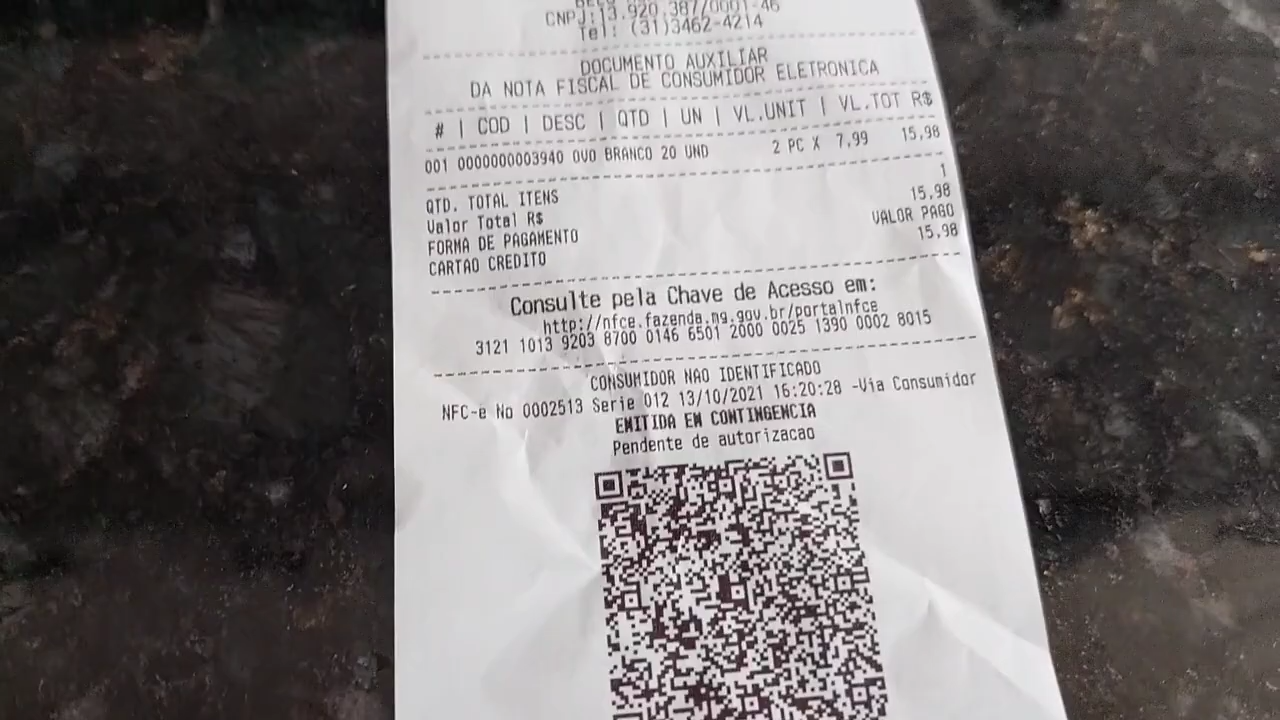 CNPJ:13.920.387/0001-46
Tel: (31)3462-4214
DOCUMENTO AUXILIAR
DA NOTA FISCAL DE CONSUMIDOR ELETRONICA
# | COD | DESC | QTD | UN | VL.UNIT | VL.TOT R$
001 0000000003940 OVO BRANCO 20 UND 2 PC X 7,99 15,98
QTD. TOTAL ITENS 1
Valor Total R$ 15,98
FORMA DE PAGAMENTO VALOR PAGO
CARTAO CREDITO 15,98
Consulte pela Chave de Acesso em:
http://nfce.fazenda.mg.gov.br/portalnfce
3121 1013 9203 8700 0146 6501 2000 0025 1390 0002 8015
CONSUMIDOR NAO IDENTIFICADO
NFC-e No 0002513 Serie 012 13/10/2021 16:20:28 -Via Consumidor
EMITIDA EM CONTINGENCIA
Pendente de autorizacao